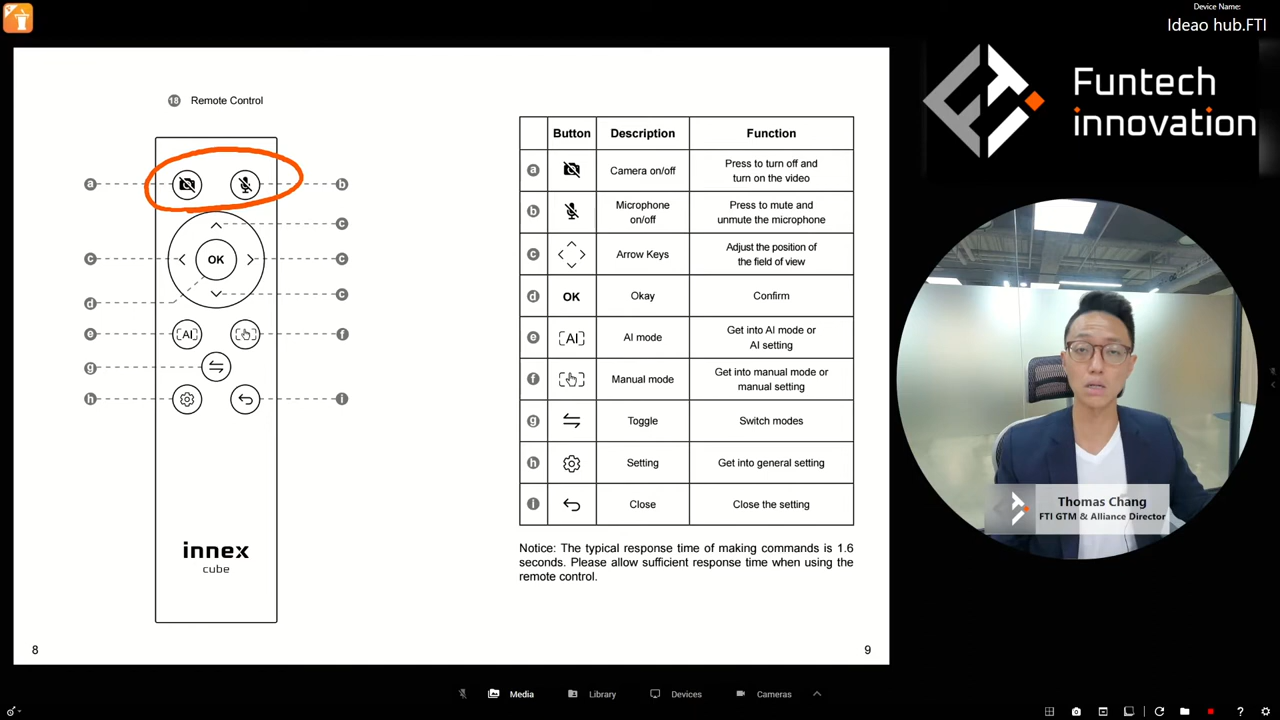 Device Name:
Ideao hub.FTI
Funtech
innovation
18 Remote Control
a
b
c
c
OK
c
d
c
e
AI
f
g
h
i
innex
cube
8
Button Description Function
a Camera on/off Press to turn off and
turn on the video
b Microphone
on/off Press to mute and
unmute the microphone
c Arrow Keys Adjust the position of
the field of view
d OK Okay Confirm
e [AI] AI mode Get into AI mode or
AI setting
f Manual mode Get into manual mode or
manual setting
g Toggle Switch modes
h Setting Get into general setting
i Close Close the setting
Notice: The typical response time of making commands is 1.6
seconds. Please allow sufficient response time when using the
remote control.
9
Thomas Chang
FTI GTM & Alliance Director
Media Library Devices Cameras